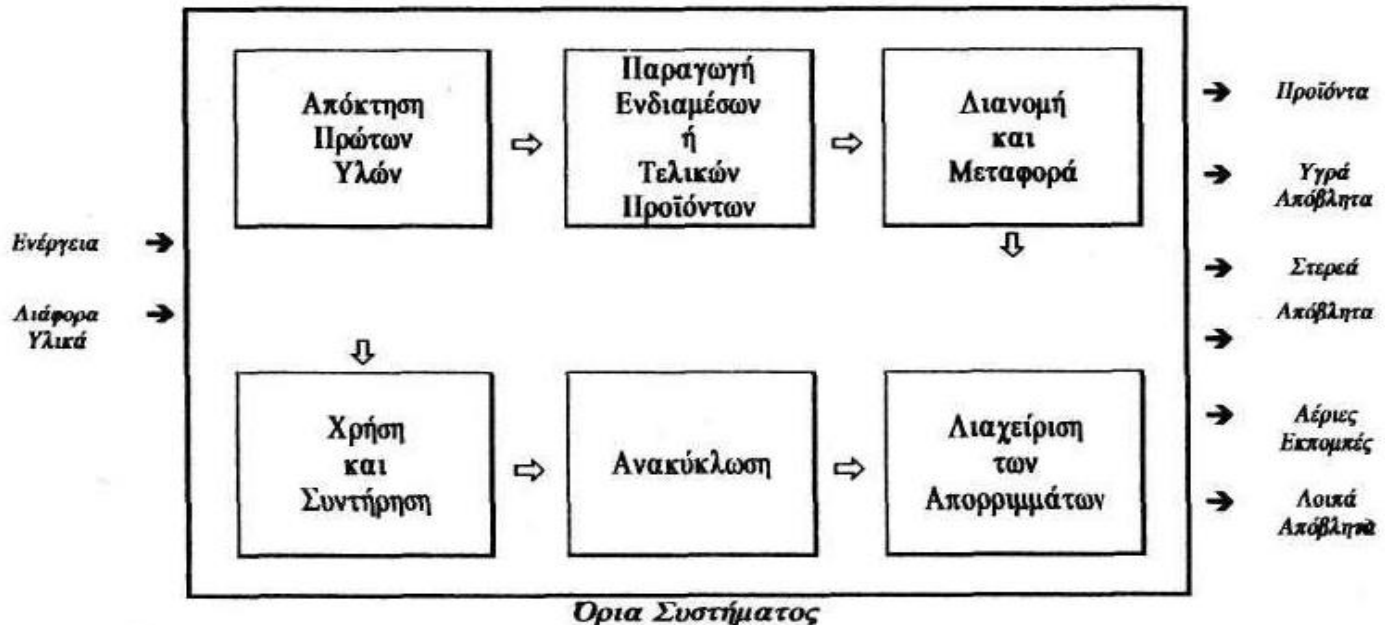 Απόκτηση
Πρώτων
Υλών
Παραγωγή
Ενδιαμέσων
ή
Τελικών
Προϊόντων
Διανομή
και
Μεταφορά
Προϊόντα
Υγρά
Απόβλητα
Ενέργεια
Στερεά
Διάφορα
Υλικά
Απόβλητα
Χρήση
και
Συντήρηση
Ανακύκλωση
Διαχείριση
των
Απορριμμάτων
Αέριες
Εκπομπές
Λοιπά
Απόβλητα
Όρια Συστήματος